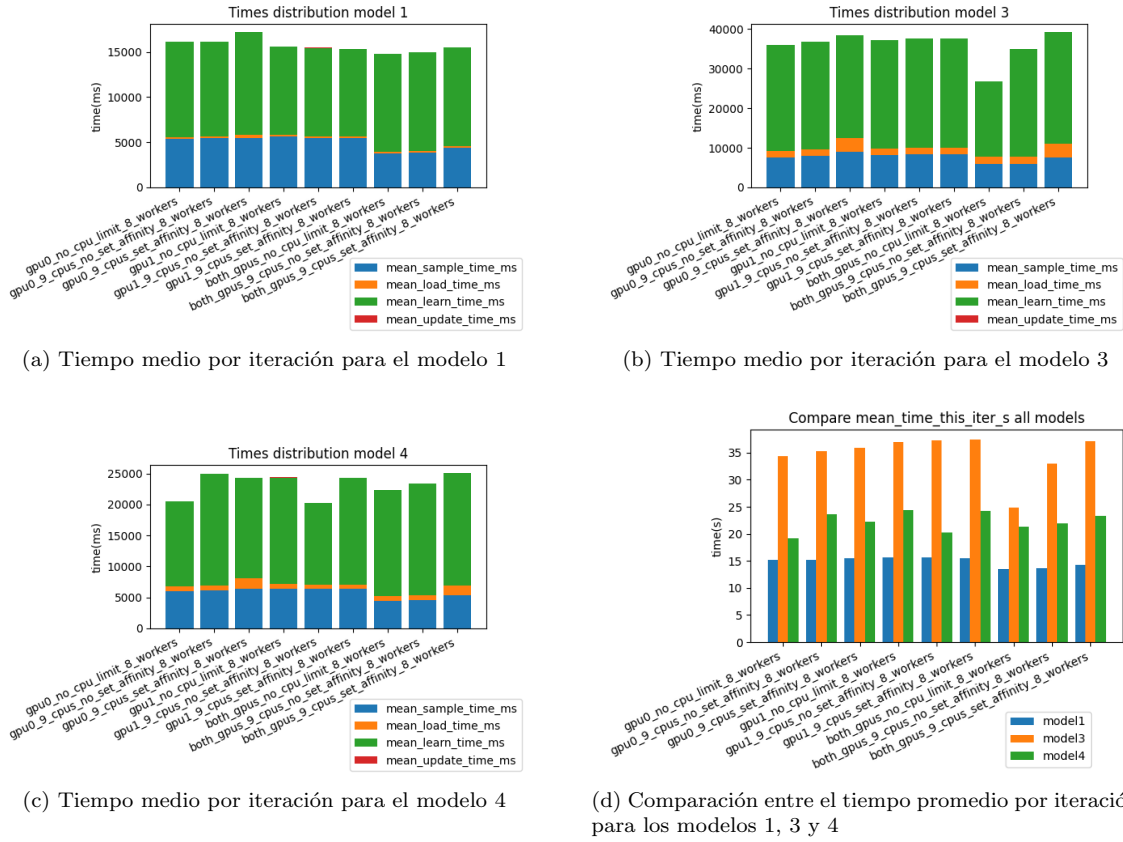 Times distribution model 1
time(ms)
15000
10000
5000
0
gpu0_no_cpu_limit_8_workers
gpu0_9_cpus_no_set_affinity_8_workers
gpu0_9_cpus_set_affinity_8_workers
gpu1_no_cpu_limit_8_workers
gpu1_9_cpus_no_set_affinity_8_workers
gpu1_9_cpus_set_affinity_8_workers
both_gpus_no_cpu_limit_8_workers
both_gpus_9_cpus_no_set_affinity_8_workers
both_gpus_9_cpus_set_affinity_8_workers
mean_sample_time_ms
mean_load_time_ms
mean_learn_time_ms
mean_update_time_ms
(a) Tiempo medio por iteración para el modelo 1
Times distribution model 3
time(ms)
40000
30000
20000
10000
0
gpu0_no_cpu_limit_8_workers
gpu0_9_cpus_no_set_affinity_8_workers
gpu0_9_cpus_set_affinity_8_workers
gpu1_no_cpu_limit_8_workers
gpu1_9_cpus_no_set_affinity_8_workers
gpu1_9_cpus_set_affinity_8_workers
both_gpus_no_cpu_limit_8_workers
both_gpus_9_cpus_no_set_affinity_8_workers
both_gpus_9_cpus_set_affinity_8_workers
mean_sample_time_ms
mean_load_time_ms
mean_learn_time_ms
mean_update_time_ms
(b) Tiempo medio por iteración para el modelo 3
Times distribution model 4
time(ms)
25000
20000
15000
10000
5000
0
gpu0_no_cpu_limit_8_workers
gpu0_9_cpus_no_set_affinity_8_workers
gpu0_9_cpus_set_affinity_8_workers
gpu1_no_cpu_limit_8_workers
gpu1_9_cpus_no_set_affinity_8_workers
gpu1_9_cpus_set_affinity_8_workers
both_gpus_no_cpu_limit_8_workers
both_gpus_9_cpus_no_set_affinity_8_workers
both_gpus_9_cpus_set_affinity_8_workers
mean_sample_time_ms
mean_load_time_ms
mean_learn_time_ms
mean_update_time_ms
(c) Tiempo medio por iteración para el modelo 4
Compare mean_time_this_iter_s all models
time(s)
35
30
25
20
15
10
5
0
gpu0_no_cpu_limit_8_workers
gpu0_9_cpus_no_set_affinity_8_workers
gpu0_9_cpus_set_affinity_8_workers
gpu1_no_cpu_limit_8_workers
gpu1_9_cpus_no_set_affinity_8_workers
gpu1_9_cpus_set_affinity_8_workers
both_gpus_no_cpu_limit_8_workers
both_gpus_9_cpus_no_set_affinity_8_workers
both_gpus_9_cpus_set_affinity_8_workers
model1
model3
model4
(d) Comparación entre el tiempo promedio por iteració
para los modelos 1, 3 y 4